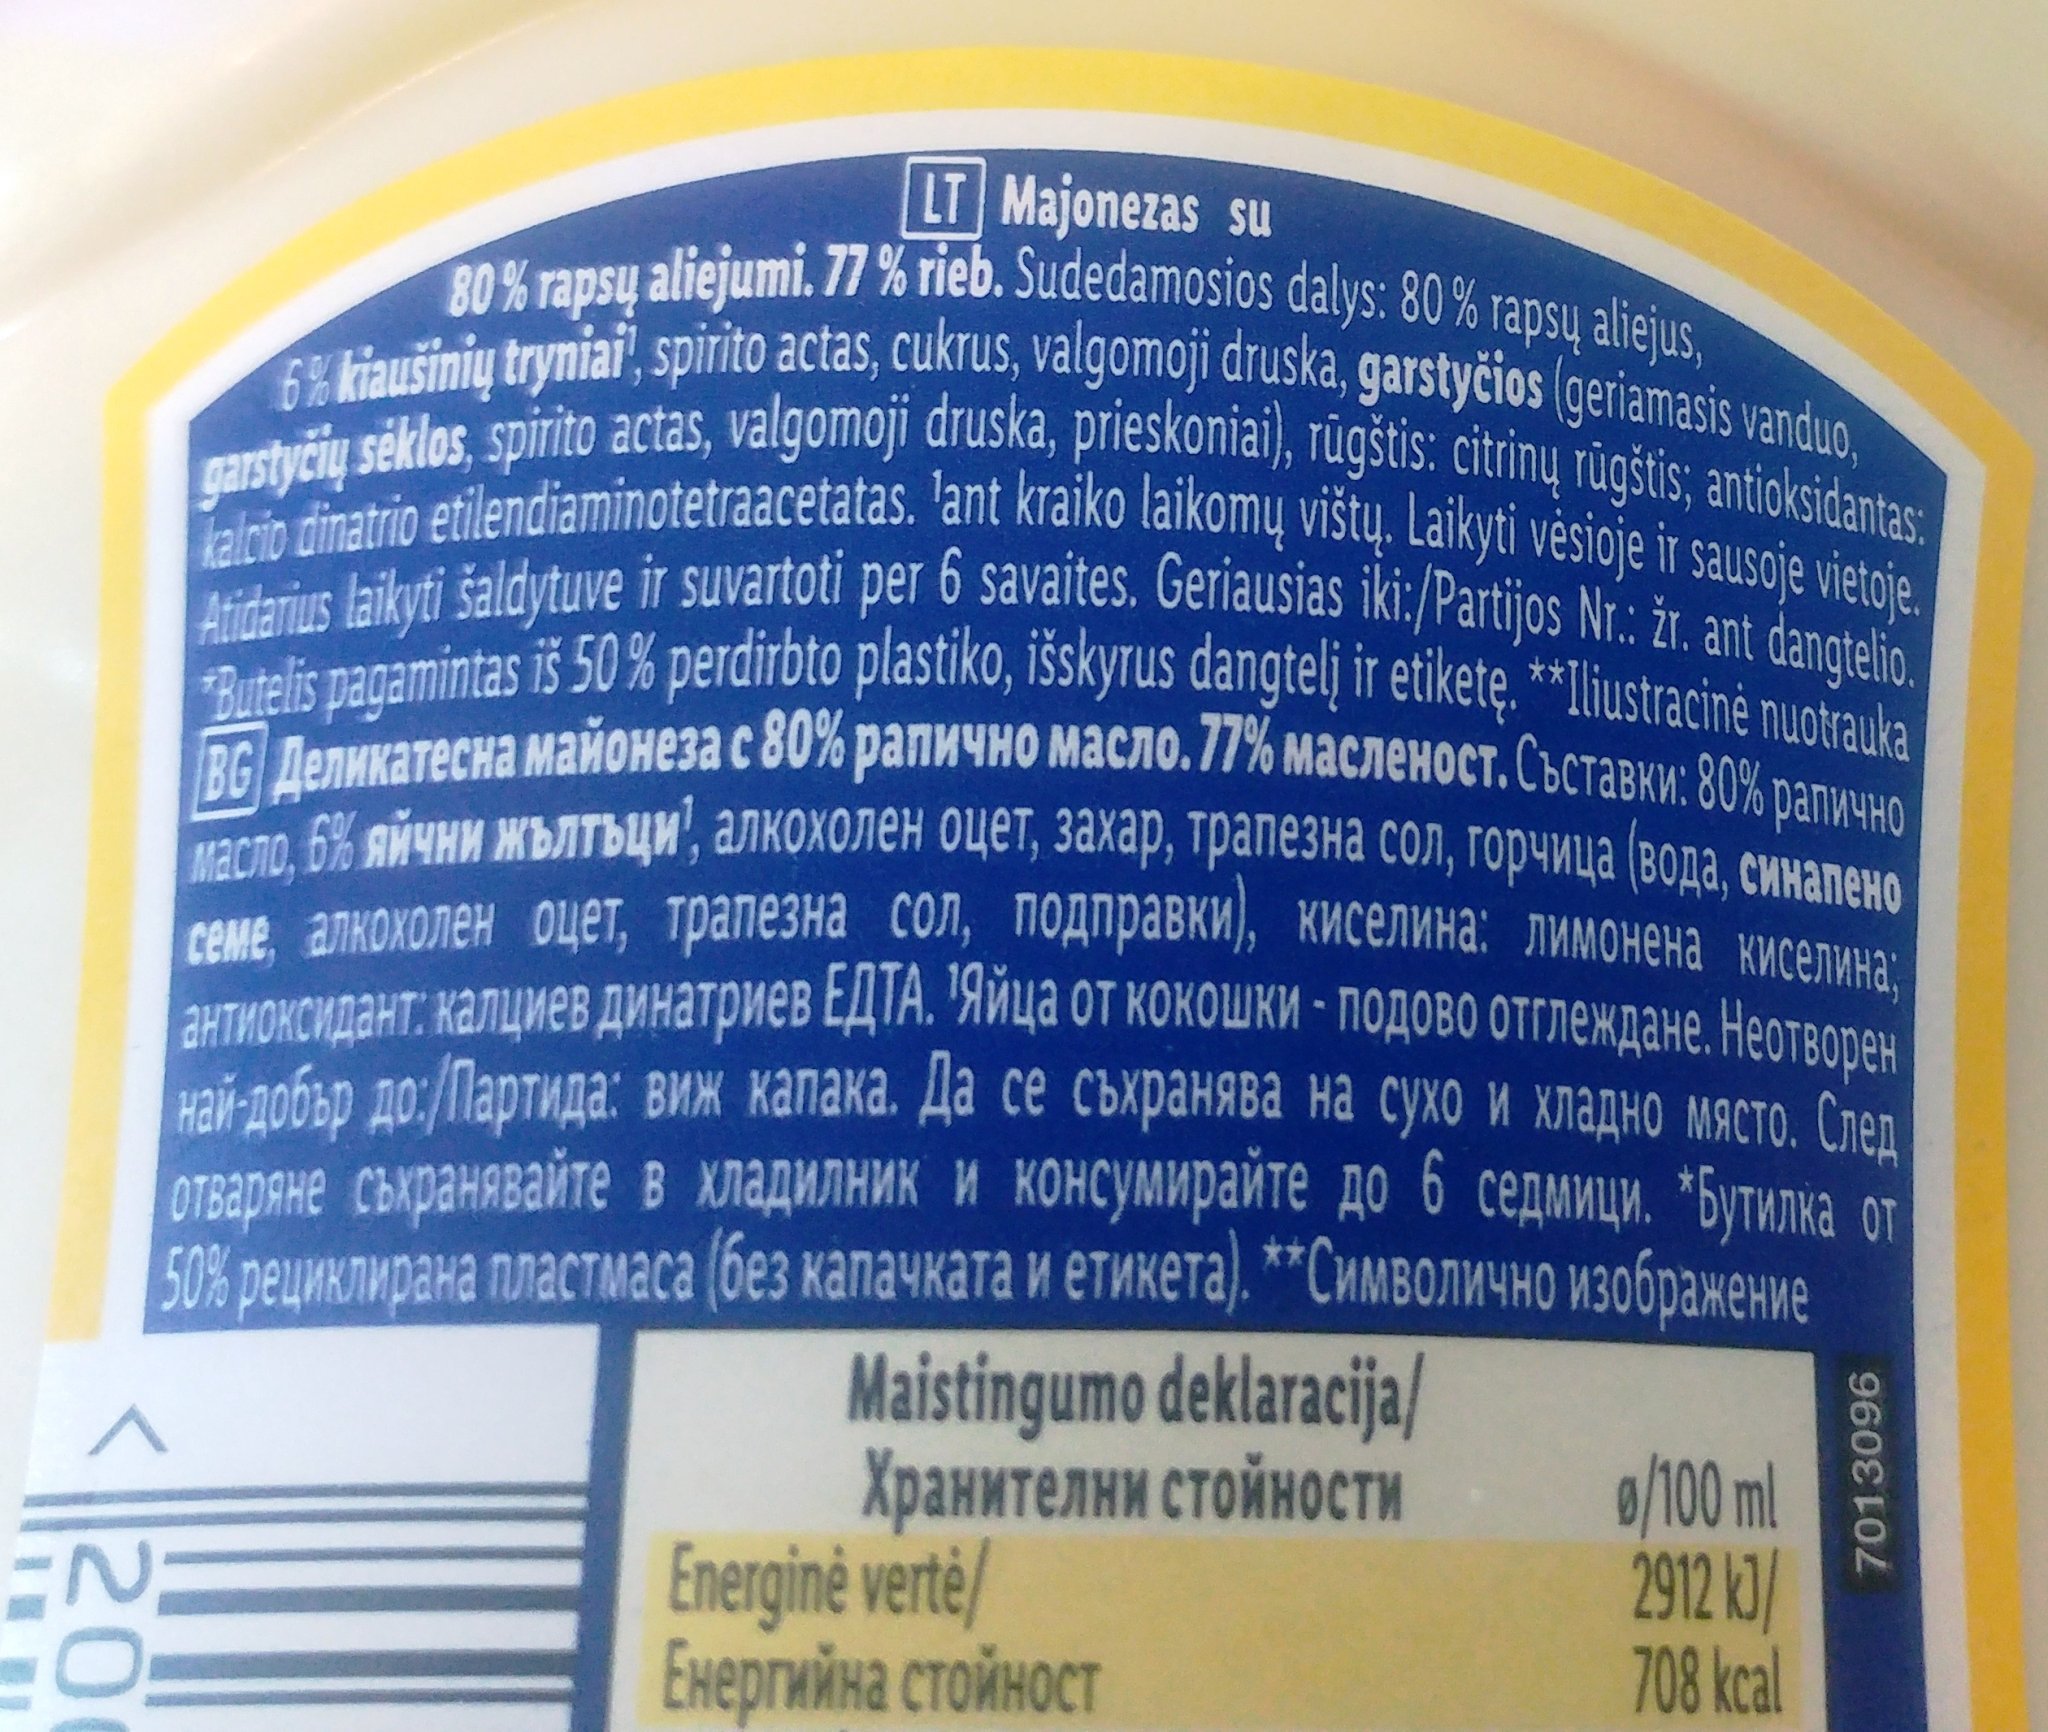 LT Majonezas su
80 % rapsų aliejumi. 77 % rieb. Sudedamosios dalys: 80 % rapsų aliejus,
6 % kiaušinių tryniai¹, spirito actas, cukrus, valgomoji druska, garstyčios (geriamasis vanduo,
garstyčių sėklos, spirito actas, valgomoji druska, prieskoniai), rūgštis: citrinų rūgštis; antioksidantas:
kalcio dinatrio etilendiaminotetraacetatas. ¹ant kraiko laikomų vištų. Laikyti vėsioje ir sausoje vietoje.
Atidarius laikyti šaldytuve ir suvartoti per 6 savaites. Geriausias iki:/Partijos Nr.: žr. ant dangtelio.
*Butelis pagamintas iš 50 % perdirbto plastiko, išskyrus dangtelį ir etiketę. **Iliustracinė nuotrauka
BG Деликатесна майонеза с 80% рапично масло. 77% масленост. Съставки: 80% рапично
масло, 6% яйчни жълтъци¹, алкохолен оцет, захар, трапезна сол, горчица (вода, синапено
семе, алкохолен оцет, трапезна сол, подправки), киселина: лимонена киселина;
антиоксидант: калциев динатриев ЕДТА. ¹Яйца от кокошки - подово отглеждане. Неотворен
най-добър до:/Партида: виж капака. Да се съхранява на сухо и хладно място. След
отваряне съхранявайте в хладилник и консумирайте до 6 седмици. *Бутилка от
50% рециклирана пластмаса (без капачката и етикета). **Символично изображение
Maistingumo deklaracija/
Хранителни стойности ø/100 ml
Energinė vertė/ 2912 kJ/
Енергийна стойност 708 kcal
7013096
< 20